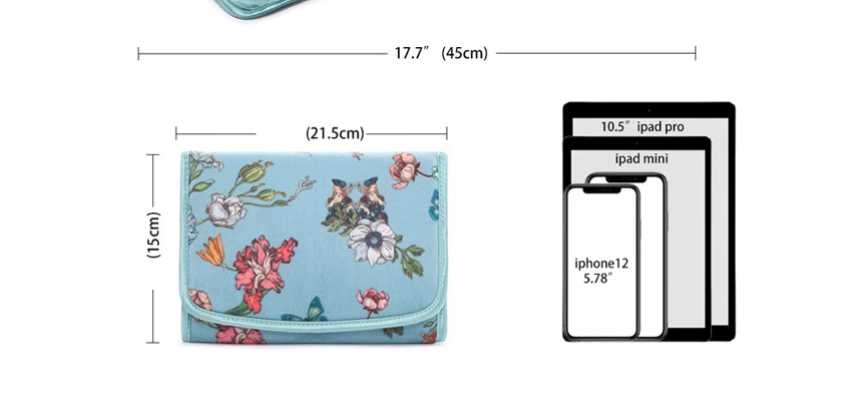 17.7" (45cm)
(21.5cm)
10.5" ipad pro
ipad mini
(15cm)
iphone12
5.78"